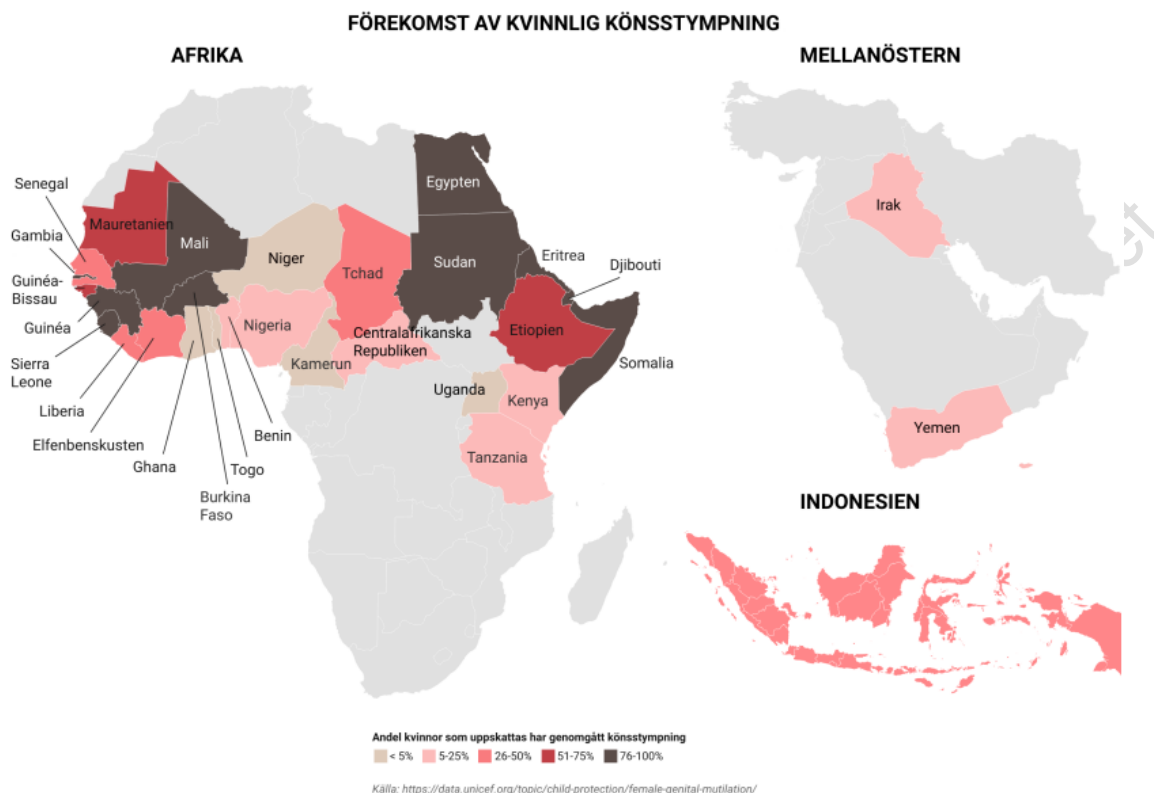 FÖREKOMST AV KVINNLIG KÖNSSTYMPNING
AFRIKA
MELLANÖSTERN
Senegal
Gambia
Guinéa-
Bissau
Guinéa
Sierra
Leone
Liberia
Elfenbenskusten
Ghana
Togo
Burkina
Faso
Benin
Mauretanien
Mali
Niger
Nigeria
Tchad
Kamerun
Centralafrikanska
Republiken
Egypten
Sudan
Eritrea
Djibouti
Etiopien
Somalia
Uganda
Kenya
Tanzania
Irak
Yemen
INDONESIEN
Andel kvinnor som uppskattas har genomgått könsstympning
< 5% 5-25% 26-50% 51-75% 76-100%
Källa: https://data.unicef.org/topic/child-protection/female-genital-mutilation/